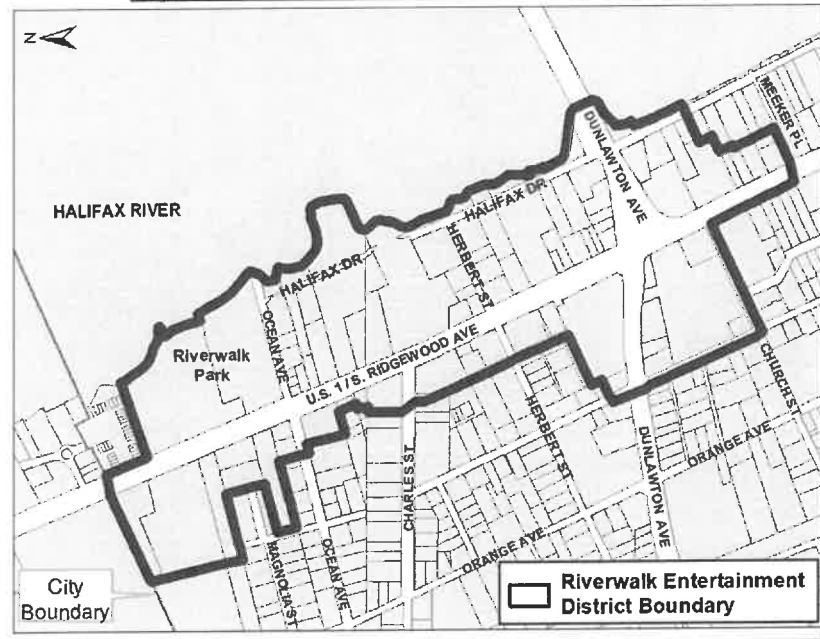 N
HALIFAX RIVER
Riverwalk
Park
OCEAN AVE
HALIFAX DR
HALIFAX DR
HERBERT ST
DUNLAWTON AVE
MEEKER PL
U.S. 1 / S. RIDGEWOOD AVE
CHARLES ST
HERBERT ST
CHURCH ST
DUNLAWTON AVE
ORANGE AVE
ORANGE AVE
MAGNOLIA ST
OCEAN AVE
City
Boundary
Riverwalk Entertainment
District Boundary